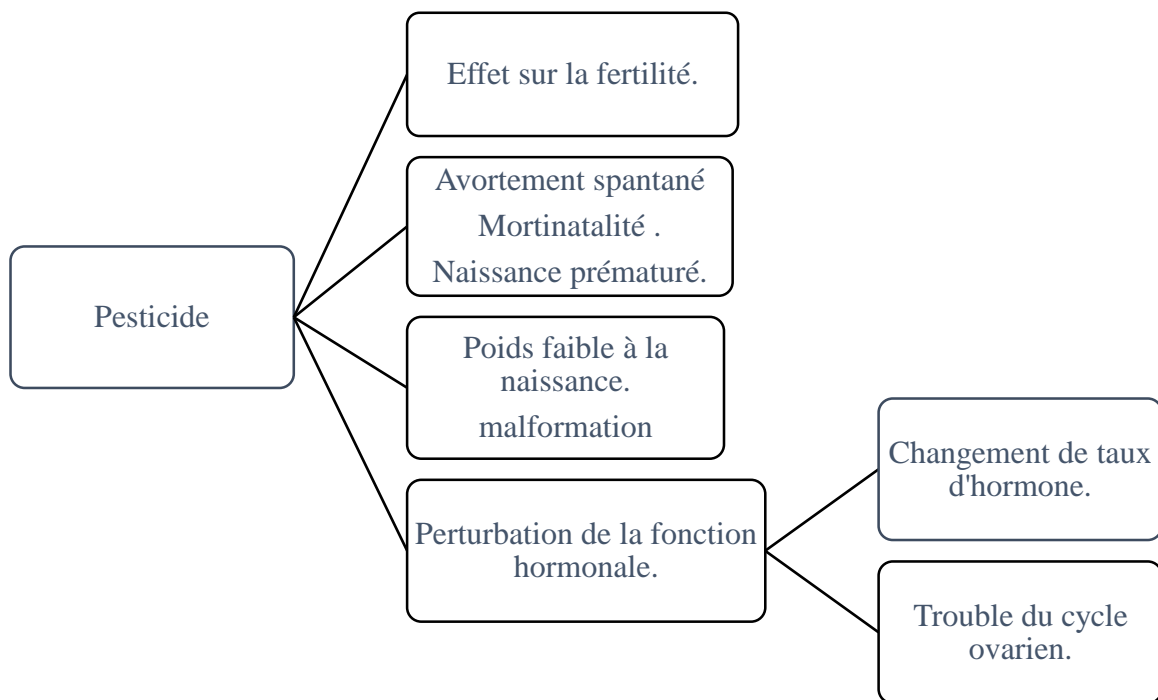 Effet sur la fertilité.
Avortement spantané
Mortinatalité .
Naissance prématuré.
Pesticide
Poids faible à la
naissance.
malformation
Perturbation de la fonction
hormonale.
Changement de taux
d'hormone.
Trouble du cycle
ovarien.